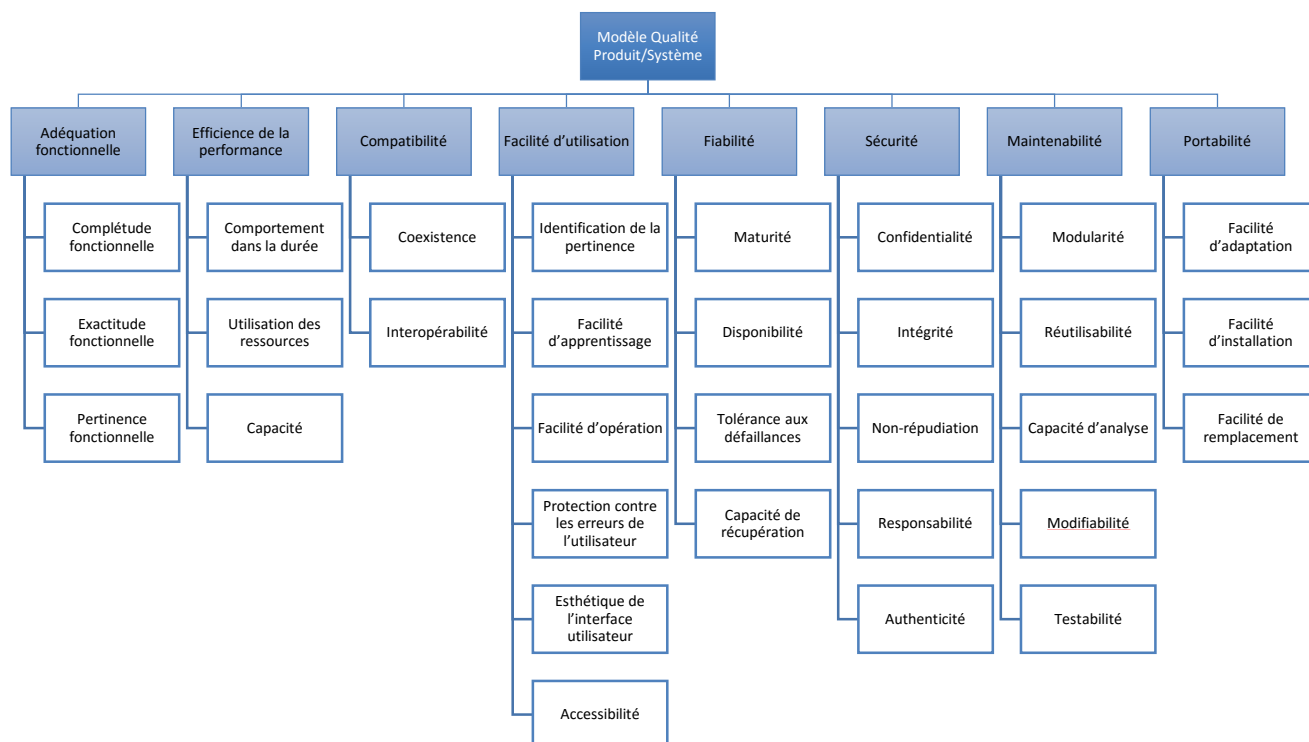 Modèle Qualité
Produit/Système
Adéquation
fonctionnelle
Complétude
fonctionnelle
Exactitude
fonctionnelle
Pertinence
fonctionnelle
Efficience de la
performance
Comportement
dans la durée
Utilisation des
ressources
Capacité
Compatibilité
Coexistence
Interopérabilité
Facilité d’utilisation
Identification de la
pertinence
Facilité
d’apprentissage
Facilité d’opération
Protection contre
les erreurs de
l’utilisateur
Esthétique de
l’interface
utilisateur
Accessibilité
Fiabilité
Maturité
Disponibilité
Tolérance aux
défaillances
Capacité de
récupération
Sécurité
Confidentialité
Intégrité
Non-répudiation
Responsabilité
Authenticité
Maintenabilité
Modularité
Réutilisabilité
Capacité d’analyse
Modifiabilité
Testabilité
Portabilité
Facilité
d’adaptation
Facilité
d’installation
Facilité de
remplacement